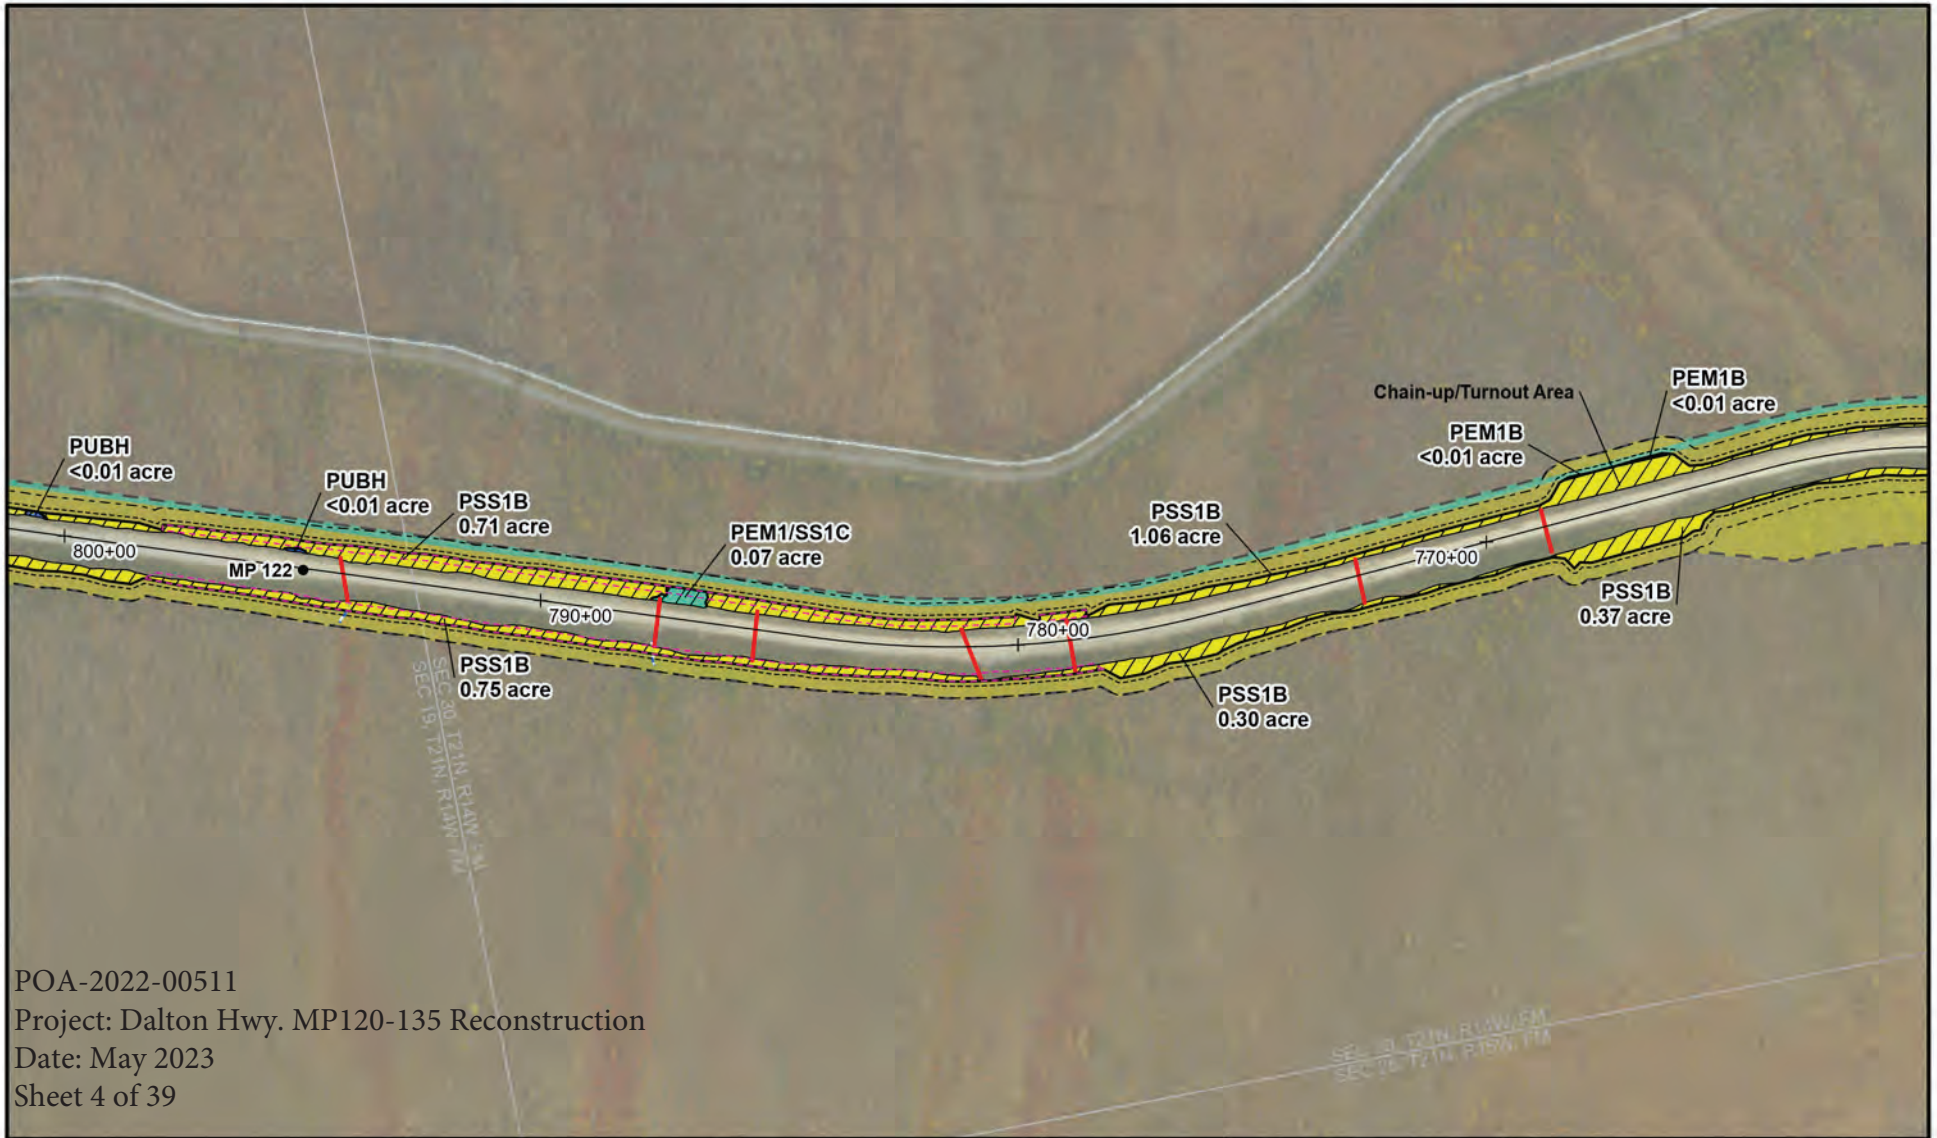 Chain-up/Turnout Area
PEM1B
<0.01 acre
PEM1B
<0.01 acre
PUBH
<0.01 acre
PUBH
<0.01 acre
PSS1B
0.71 acre
PEM1/SS1C
0.07 acre
PSS1B
1.06 acre
800+00
MP 122
790+00
780+00
770+00
PSS1B
0.37 acre
PSS1B
0.75 acre
PSS1B
0.30 acre
SEC 30 T21N R14W
SEC 19 T21N R14W FM
POA-2022-00511
Project: Dalton Hwy. MP120-135 Reconstruction
Date: May 2023
Sheet 4 of 39